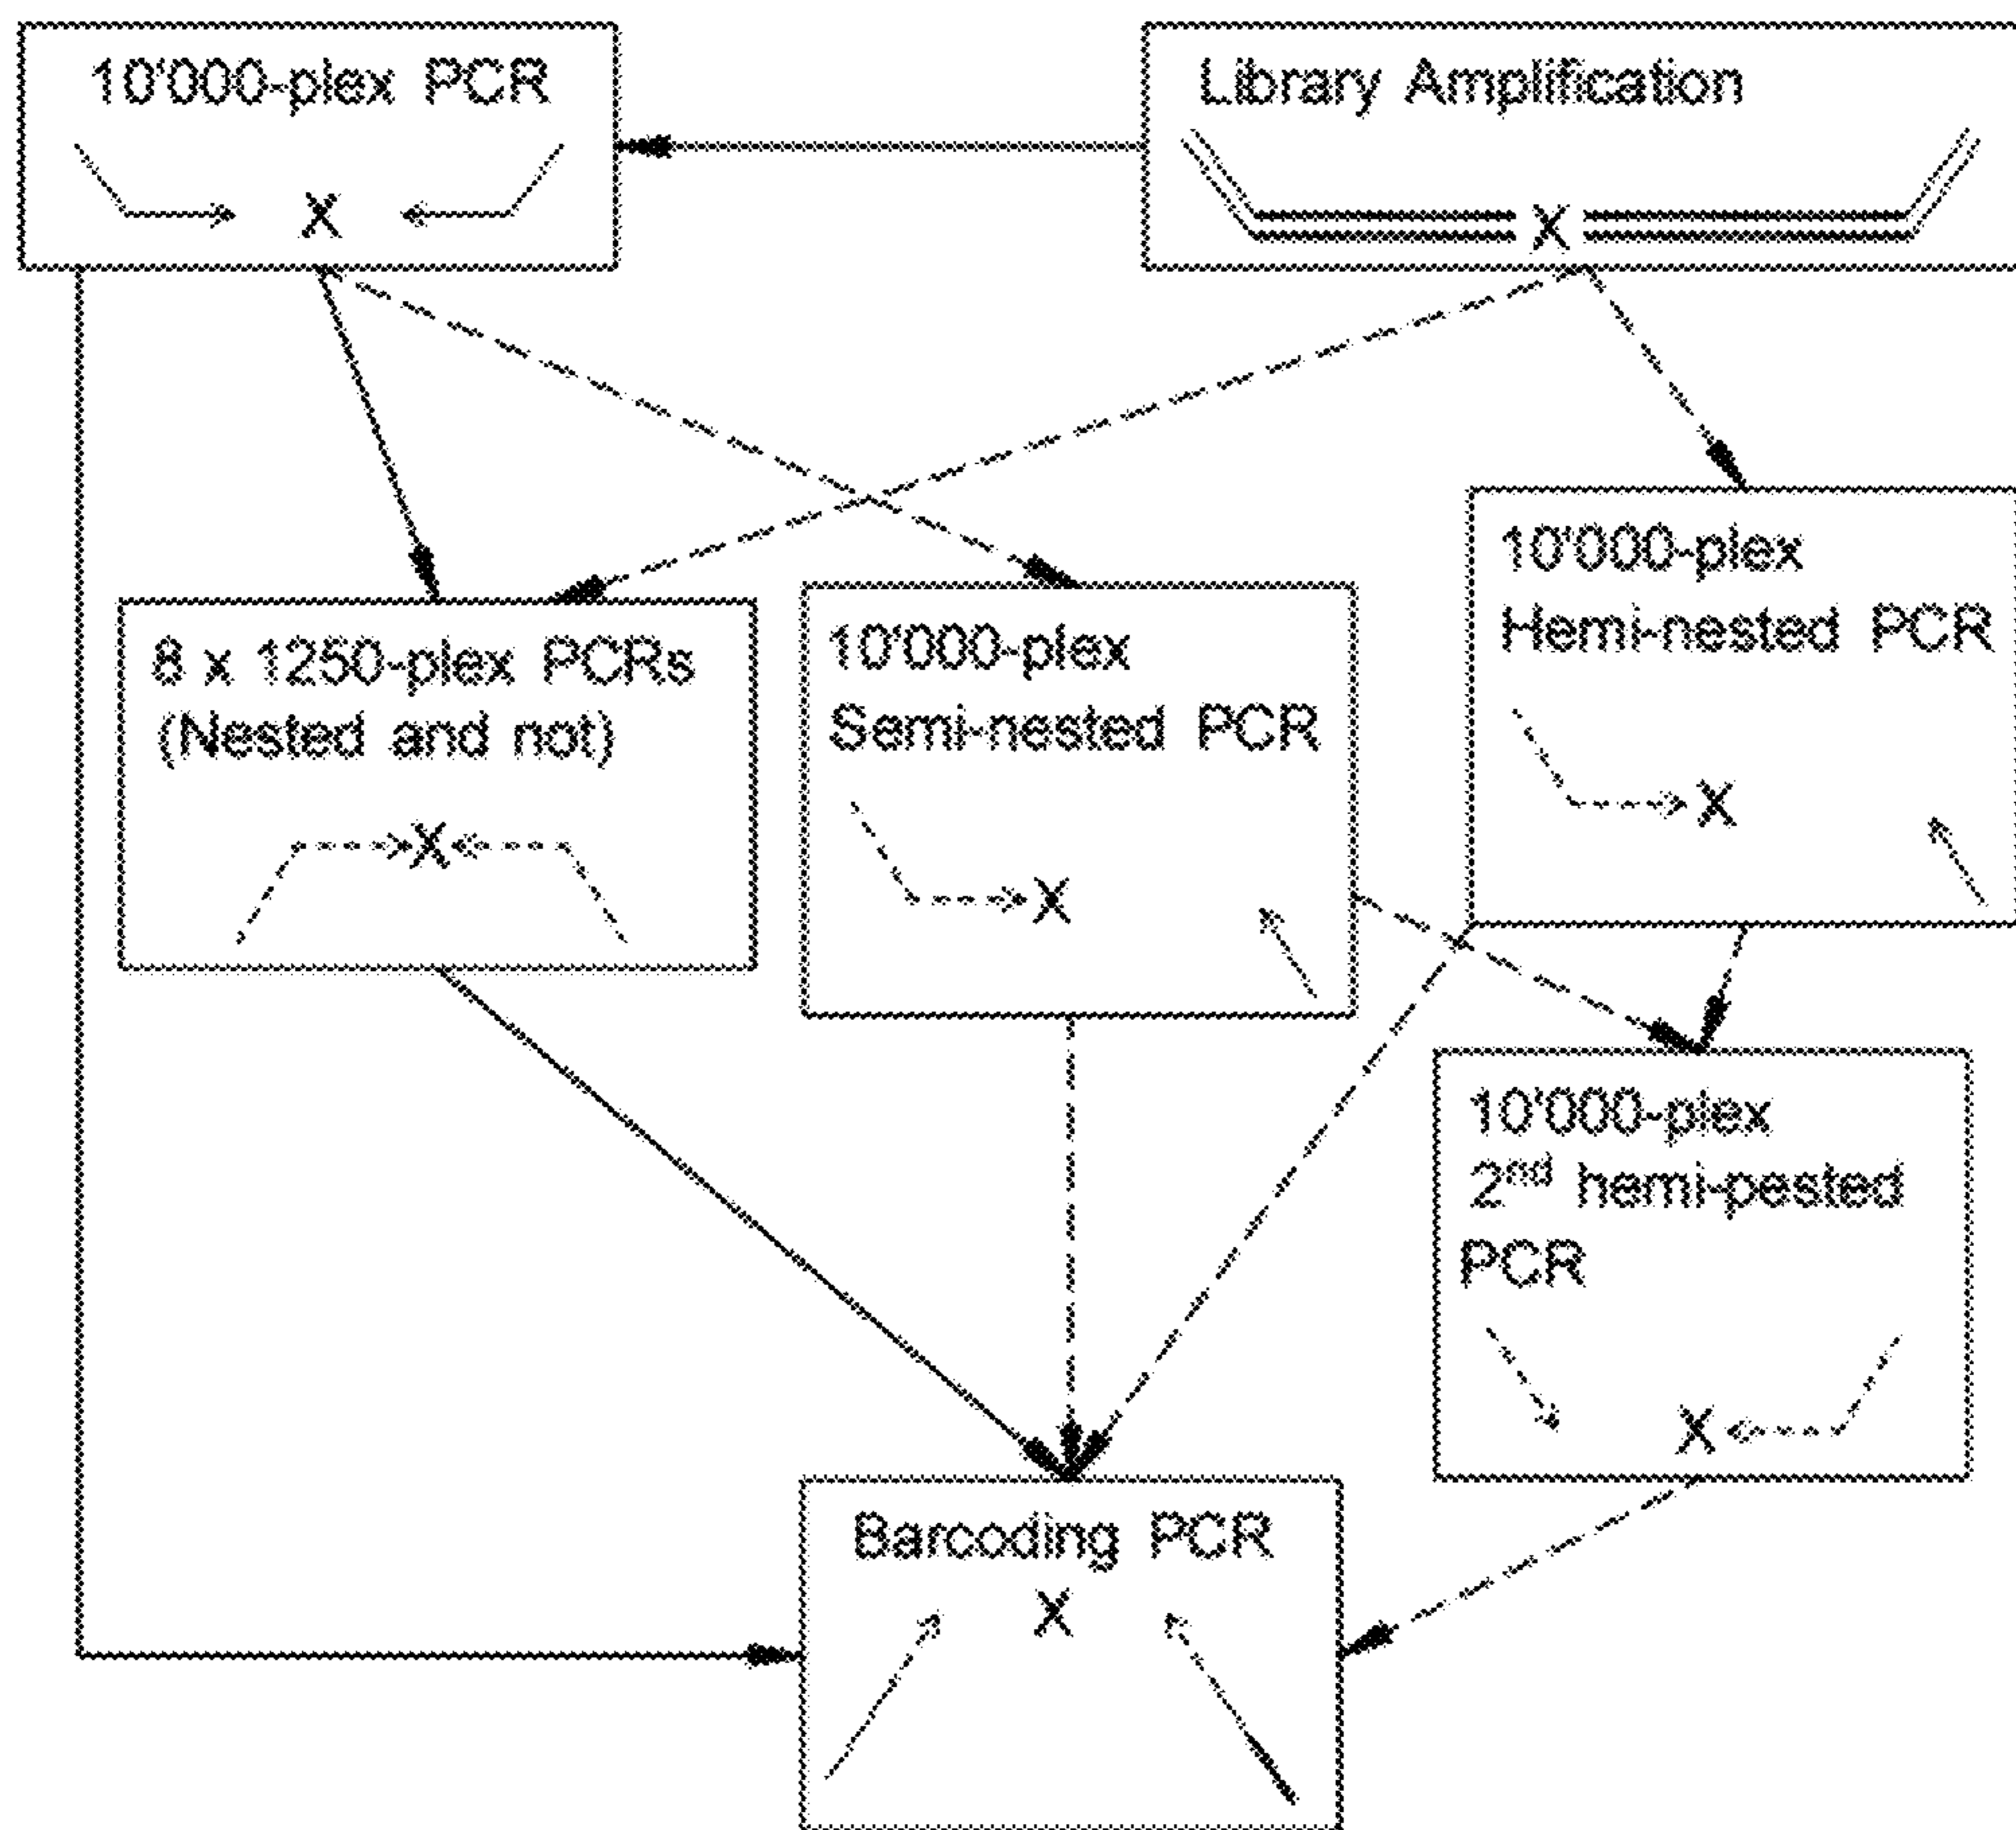 10'000-plex PCR
X
Library Amplification
X
8 x 1250-plex PCRs
(Nested and not)
X
10'000-plex
Semi-nested PCR
X
10'000-plex
Hemi-nested PCR
X
10'000-plex
2nd hemi-pested
PCR
X
Barcoding PCR
X